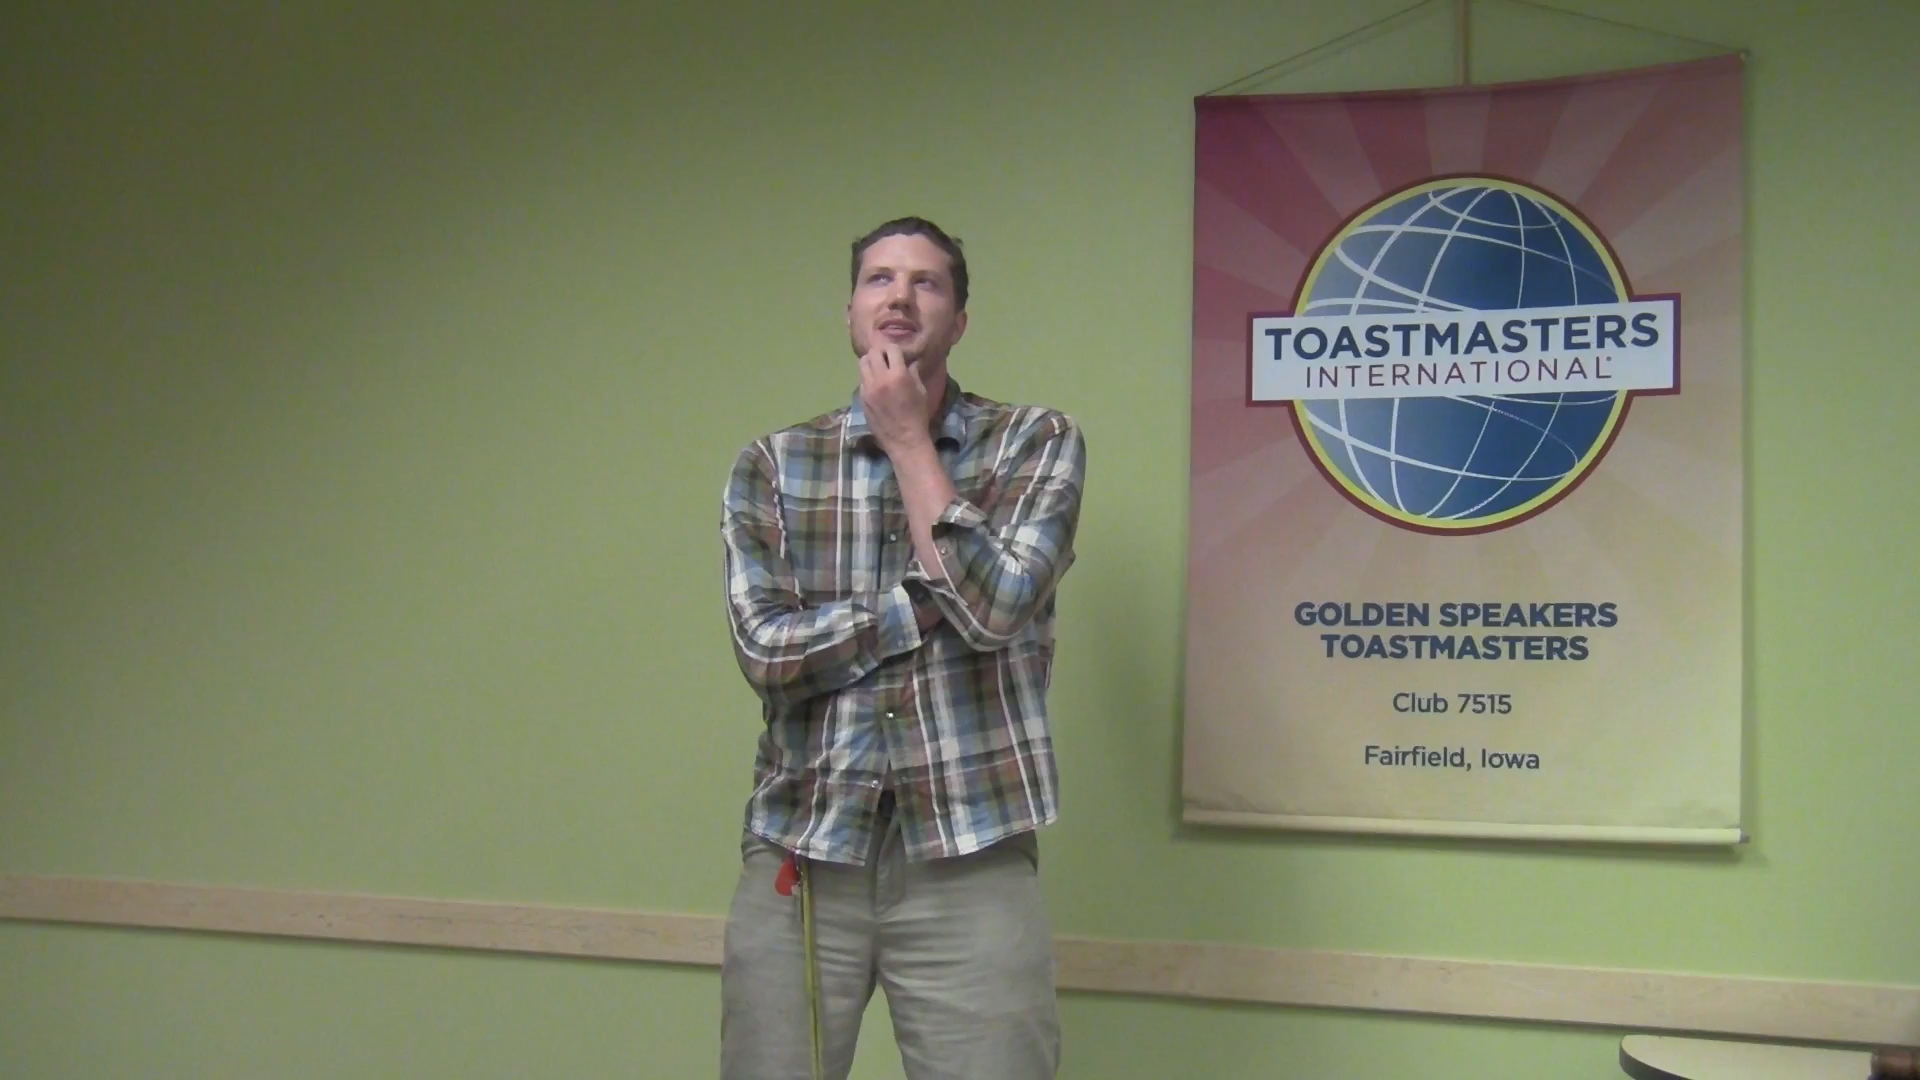 TOASTMASTERS
INTERNATIONAL®
GOLDEN SPEAKERS
TOASTMASTERS
Club 7515
Fairfield, Iowa